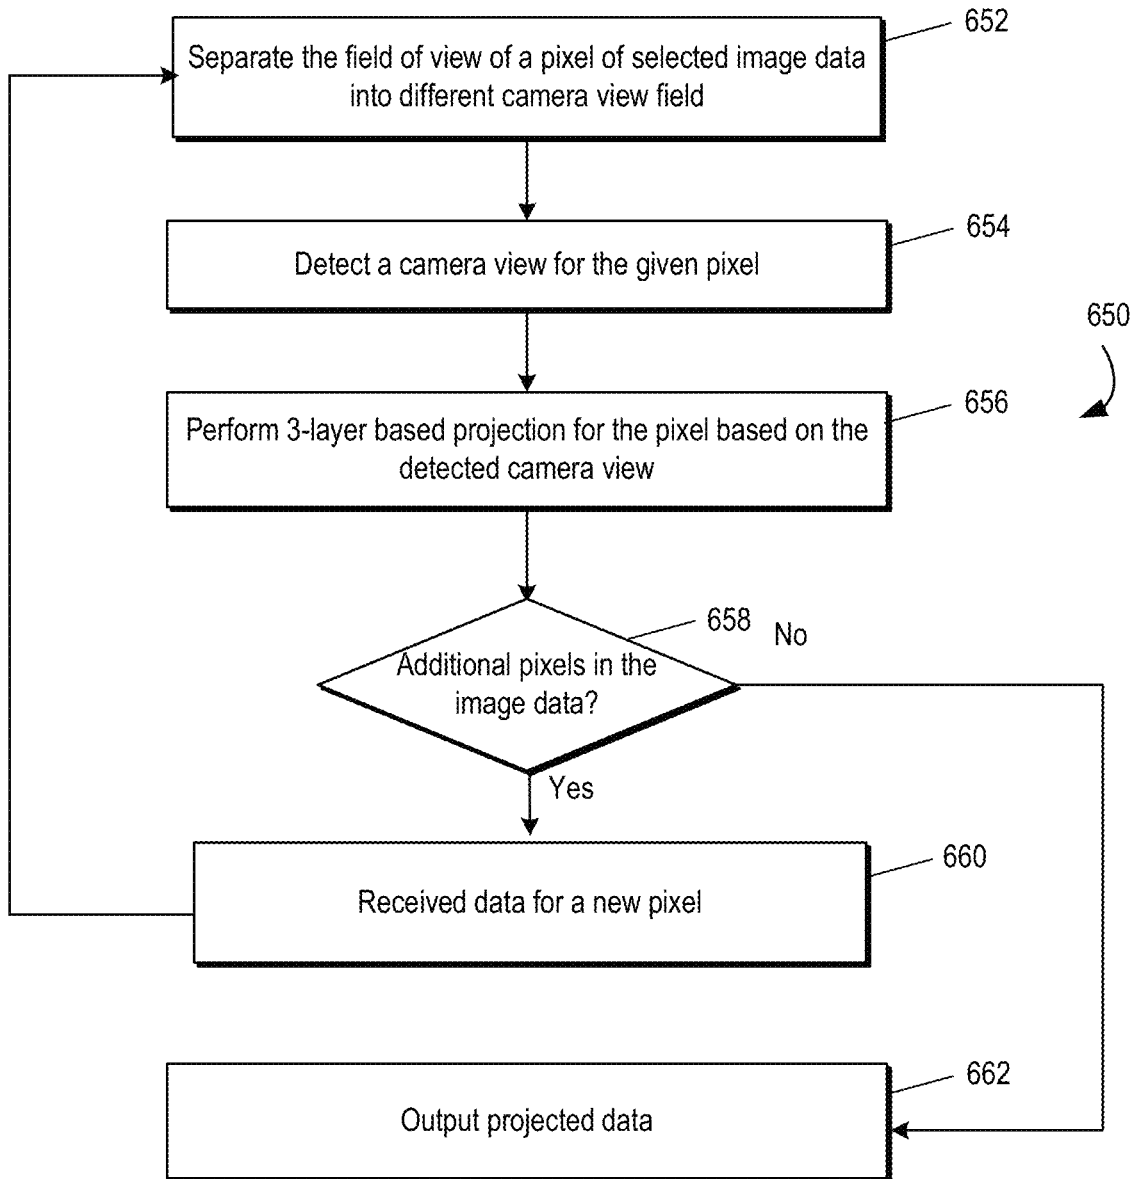 652
Separate the field of view of a pixel of selected image data
into different camera view field
654
Detect a camera view for the given pixel
650
656
Perform 3-layer based projection for the pixel based on the
detected camera view
658
No
Additional pixels in the
image data?
Yes
660
Received data for a new pixel
662
Output projected data